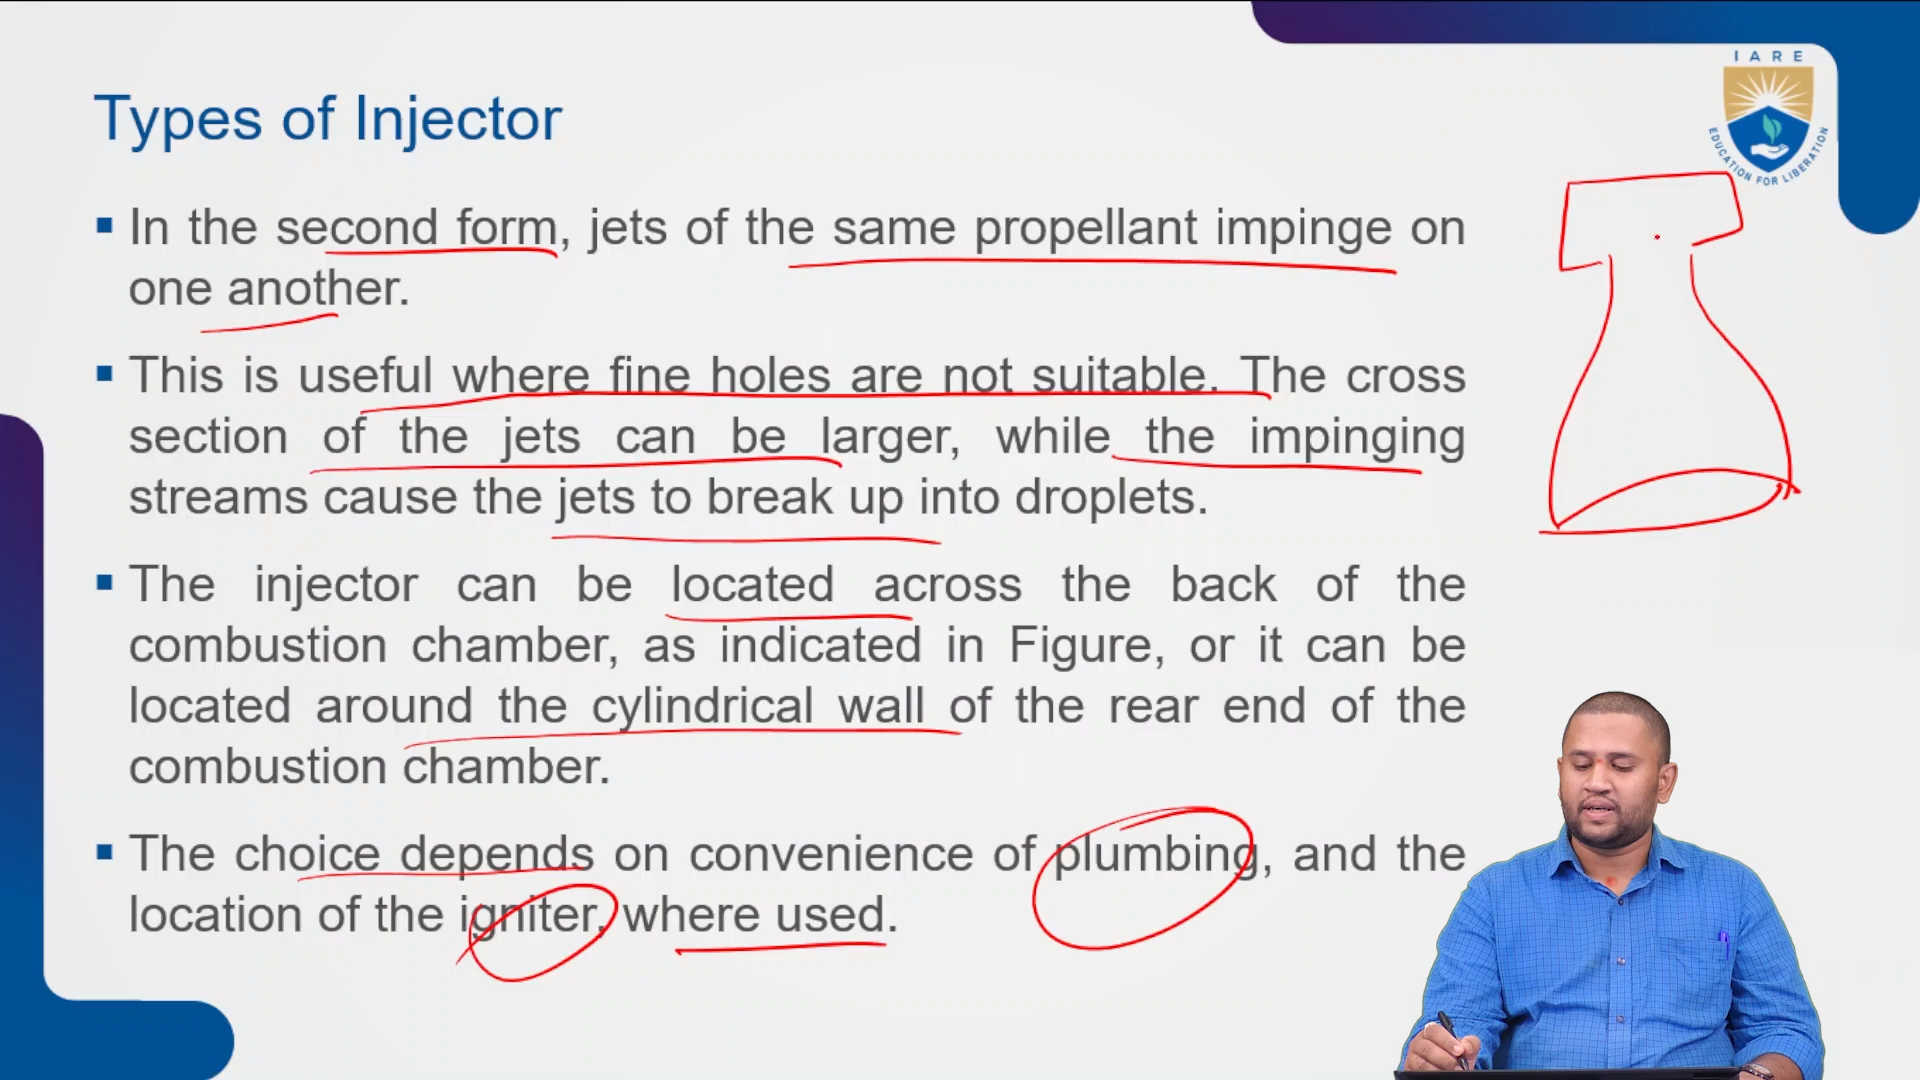 IARE
EDUCATION FOR LIBERATION
Types of Injector
In the second form, jets of the same propellant impinge on
one another.
This is useful where fine holes are not suitable. The cross
section of the jets can be larger, while the impinging
streams cause the jets to break up into droplets.
The injector can be located across the back of the
combustion chamber, as indicated in Figure, or it can be
located around the cylindrical wall of the rear end of the
combustion chamber.
The choice depends on convenience of plumbing, and the
location of the igniter, where used.